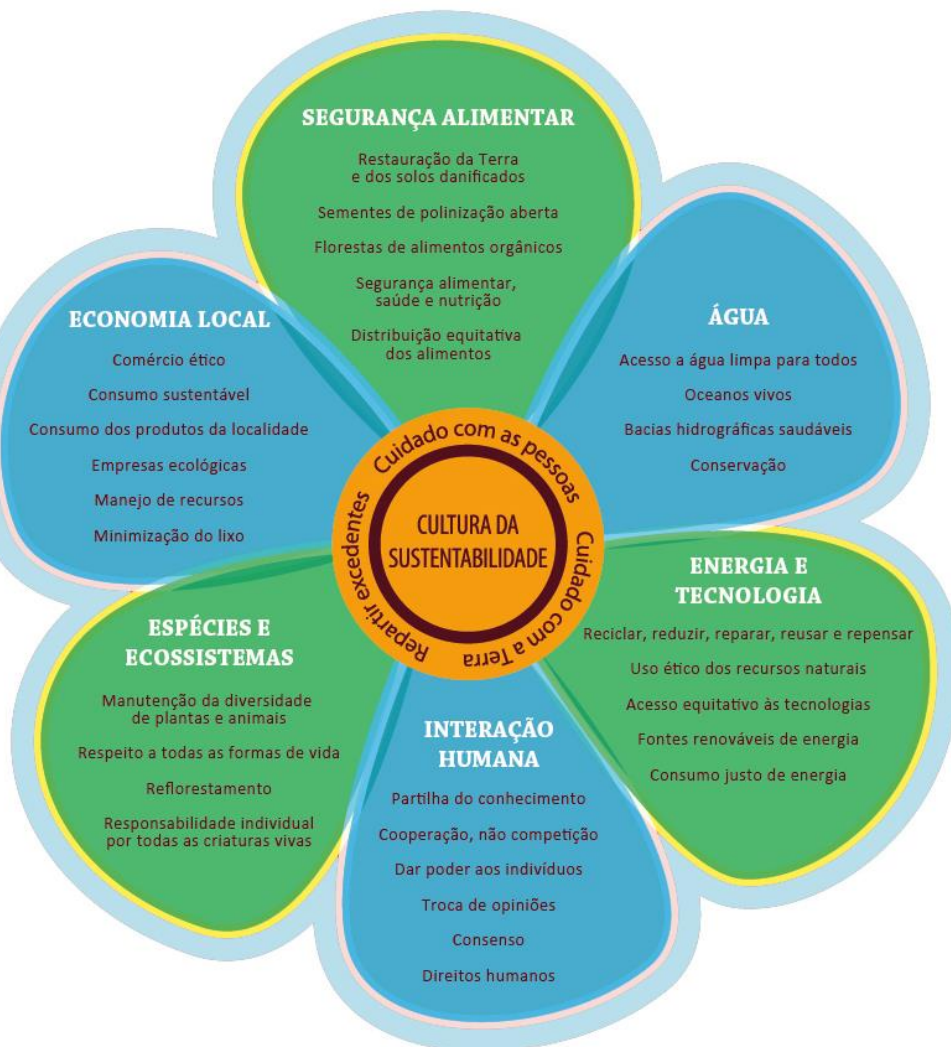 SEGURANÇA ALIMENTAR
Restauração da Terra
e dos solos danificados
Sementes de polinização aberta
Florestas de alimentos orgânicos
Segurança alimentar,
saúde e nutrição
Distribuição equitativa
dos alimentos
ÁGUA
Acesso a água limpa para todos
Oceanos vivos
Bacias hidrográficas saudáveis
Conservação
ENERGIA E
TECNOLOGIA
Reciclar, reduzir, reparar, reusar e repensar
Uso ético dos recursos naturais
Acesso equitativo às tecnologias
Fontes renováveis de energia
Consumo justo de energia
INTERAÇÃO
HUMANA
Partilha do conhecimento
Cooperação, não competição
Dar poder aos indivíduos
Troca de opiniões
Consenso
Direitos humanos
ESPÉCIES E
ECOSSISTEMAS
Manutenção da diversidade
de plantas e animais
Respeito a todas as formas de vida
Reflorestamento
Responsabilidade individual
por todas as criaturas vivas
ECONOMIA LOCAL
Comércio ético
Consumo sustentável
Consumo dos produtos da localidade
Empresas ecológicas
Manejo de recursos
Minimização do lixo
Cuidado com as pessoas
Cuidado com a Terra
Repartir excedentes
CULTURA DA
SUSTENTABILIDADE